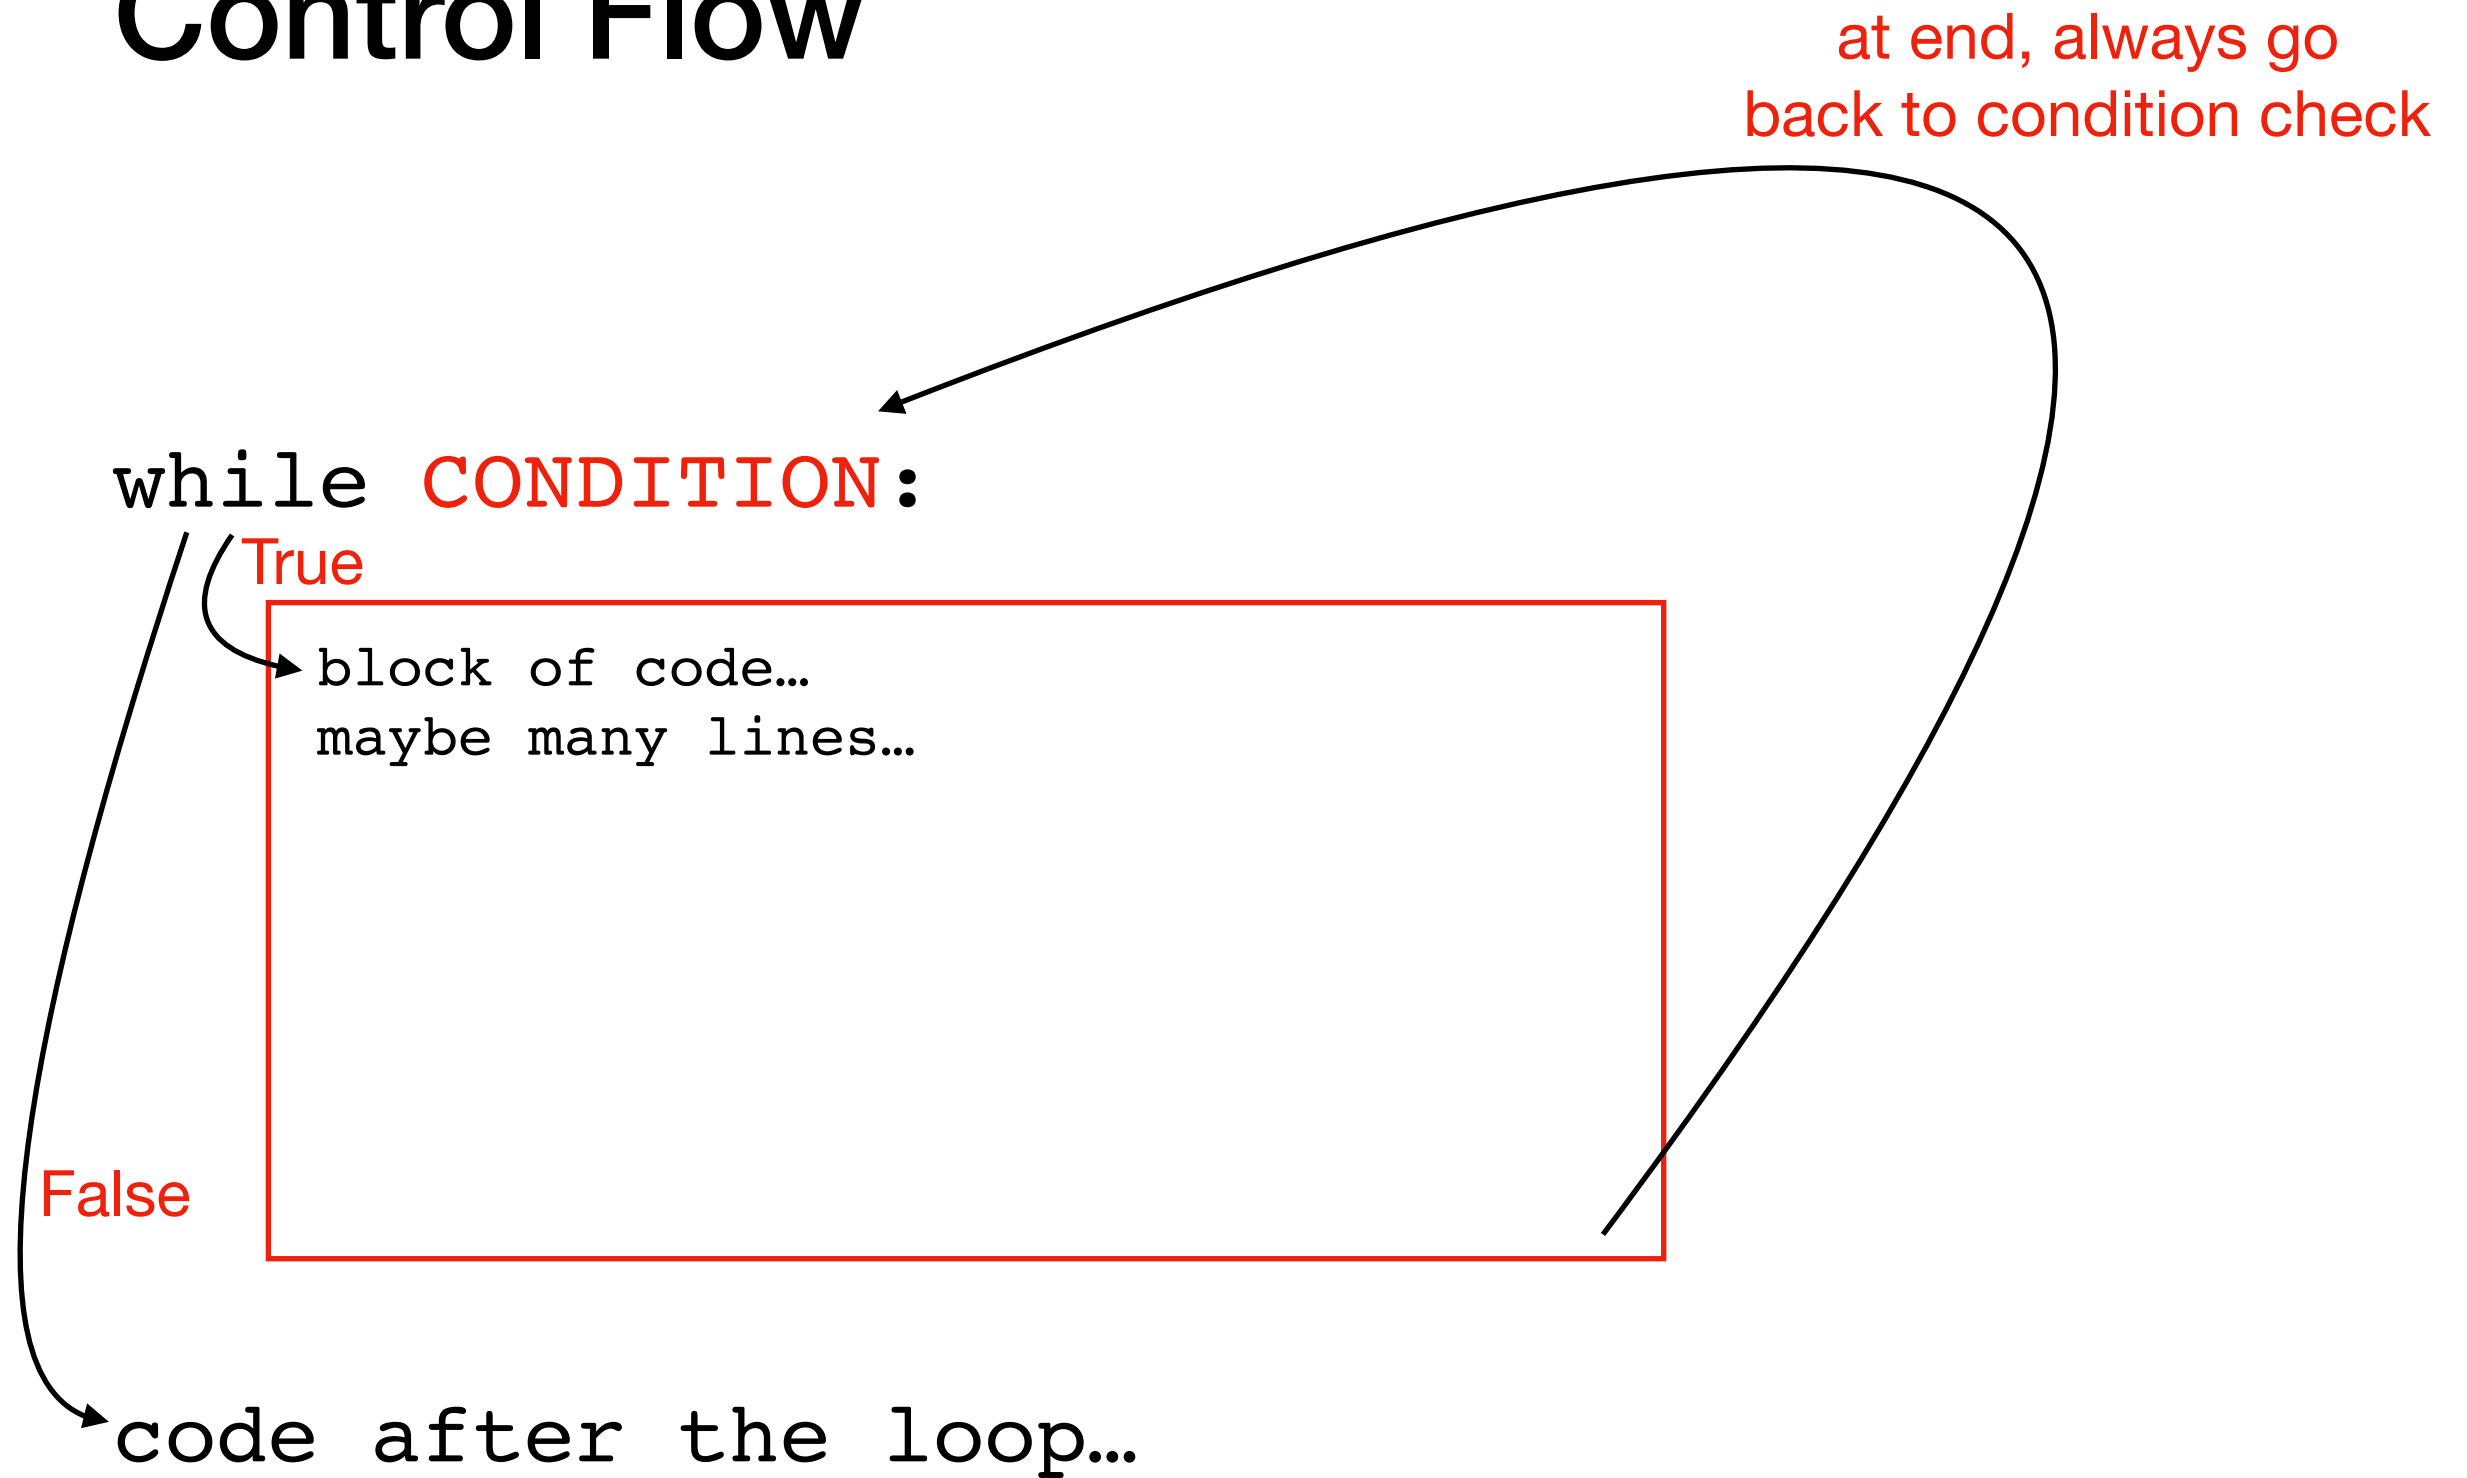 Control Flow
at end, always go
back to condition check
while CONDITION:
True
block of code…
maybe many lines…
False
code after the loop…